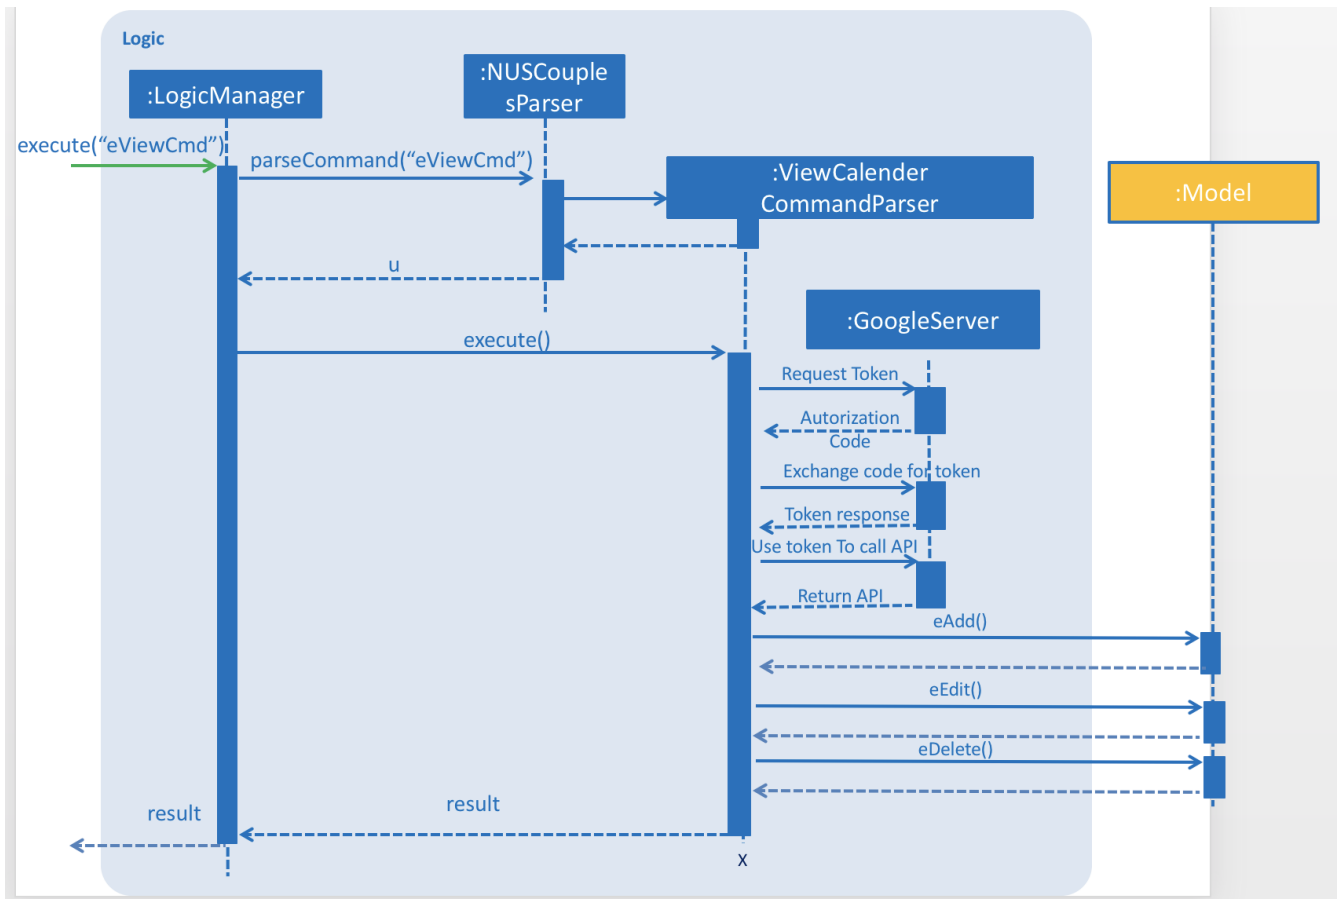 Logic
:LogicManager
:NUSCouple
sParser
execute(“eViewCmd”)
parseCommand(“eViewCmd”)
:ViewCalender
CommandParser
:Model
u
:GoogleServer
execute()
Request Token
Autorization
Code
Exchange code for token
Token response
Use token To call API
Return API
eAdd()
eEdit()
eDelete()
result
result
X